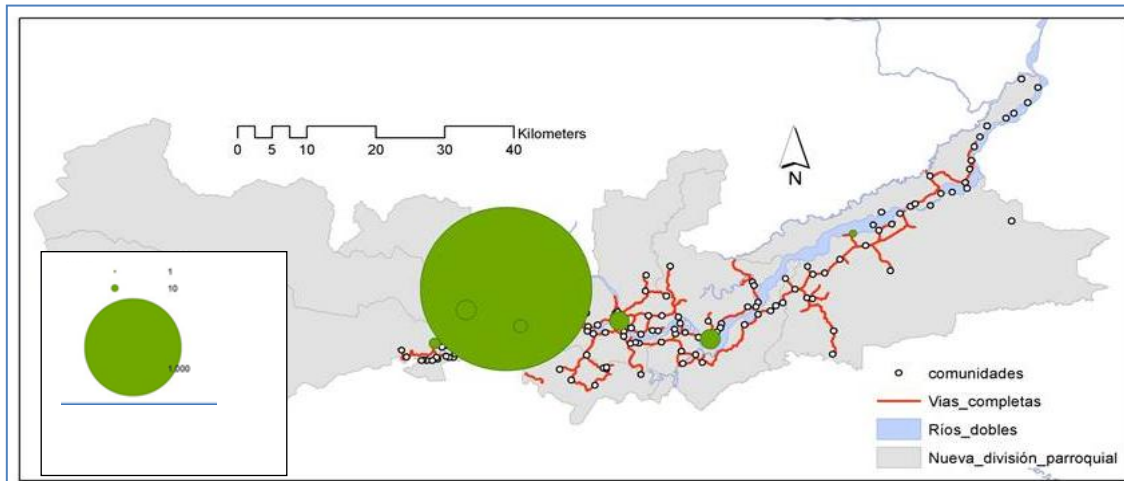 Kilometers
0 5 10 20 30 40
N
1
10
1.000
comunidades
Vias_completas
Ríos_dobles
Nueva_división_parroquial